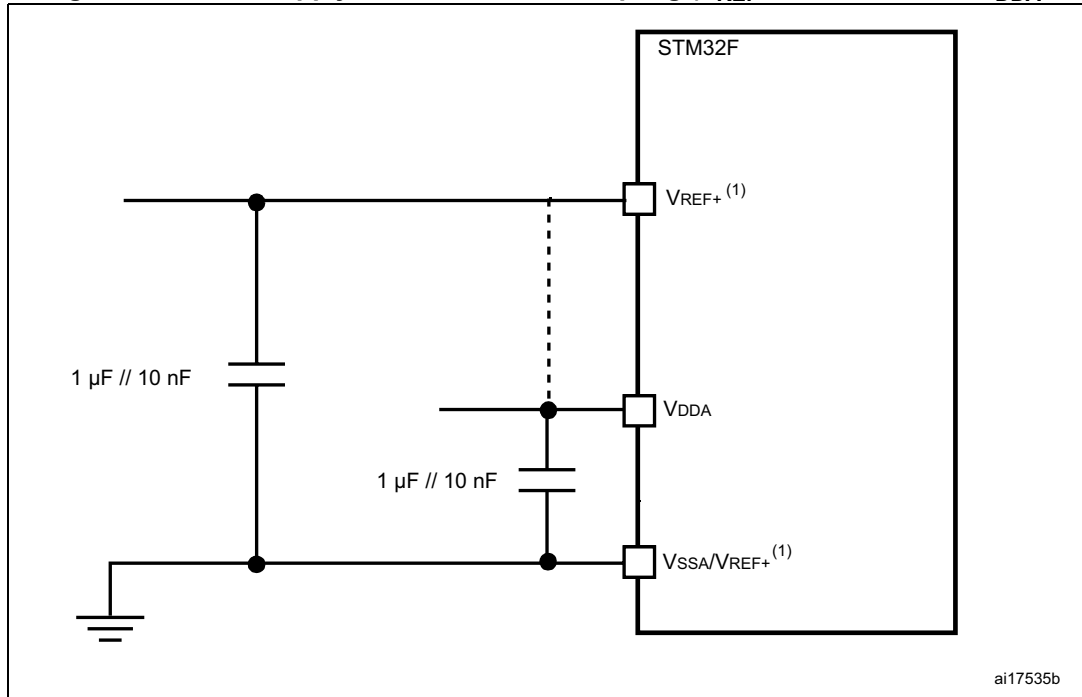 STM32F
VREF+ (1)
1 µF // 10 nF
VDDA
1 µF // 10 nF
VSSA/VREF+ (1)
ai17535b